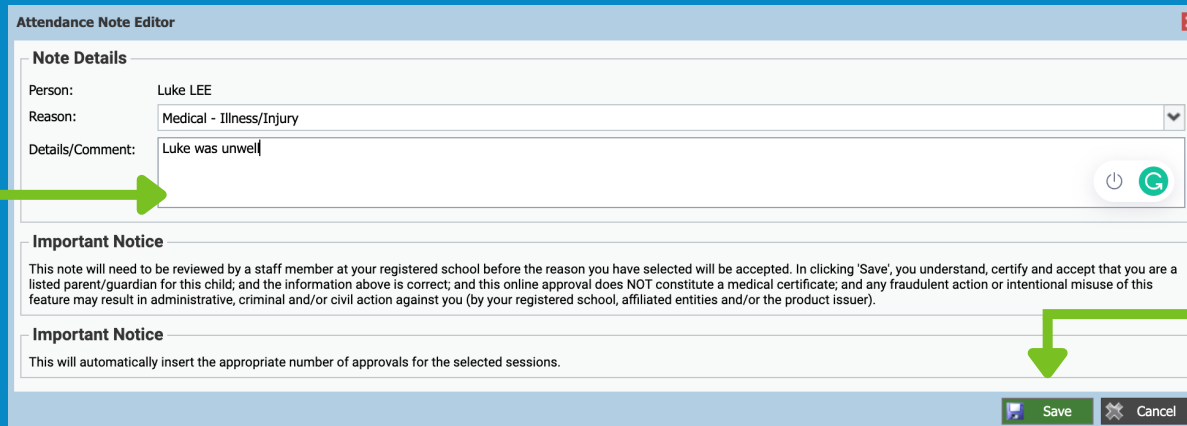 Attendance Note Editor
Note Details
Person: Luke LEE
Reason: Medical - Illness/Injury
Details/Comment: Luke was unwell
Important Notice
This note will need to be reviewed by a staff member at your registered school before the reason you have selected will be accepted. In clicking 'Save', you understand, certify and accept that you are a
listed parent/guardian for this child; and the information above is correct; and this online approval does NOT constitute a medical certificate; and any fraudulent action or intentional misuse of this
feature may result in administrative, criminal and/or civil action against you (by your registered school, affiliated entities and/or the product issuer).
Important Notice
This will automatically insert the appropriate number of approvals for the selected sessions.
Save Cancel